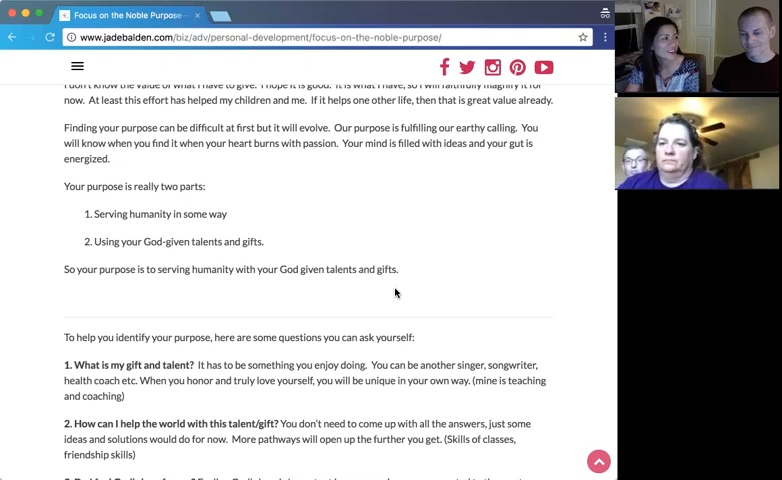 Focus on the Noble Purpose
www.jadebalden.com/biz/adv/personal-development/focus-on-the-noble-purpose/
I don't know the value of what I have to give. I hope it is good. It is what I have, so I will faithfully magnify it for
now. At least this effort has helped my children and me. If it helps one other life, then that is great value already.
Finding your purpose can be difficult at first but it will evolve. Our purpose is fulfilling our earthy calling. You
will know when you find it when your heart burns with passion. Your mind is filled with ideas and your gut is
energized.
Your purpose is really two parts:
1. Serving humanity in some way
2. Using your God-given talents and gifts.
So your purpose is to serving humanity with your God given talents and gifts.
To help you identify your purpose, here are some questions you can ask yourself:
1. What is my gift and talent? It has to be something you enjoy doing. You can be another singer, songwriter,
health coach etc. When you honor and truly love yourself, you will be unique in your own way. (mine is teaching
and coaching)
2. How can I help the world with this talent/gift? You don't need to come up with all the answers, just some
ideas and solutions would do for now. More pathways will open up the further you get. (Skills of classes,
friendship skills)